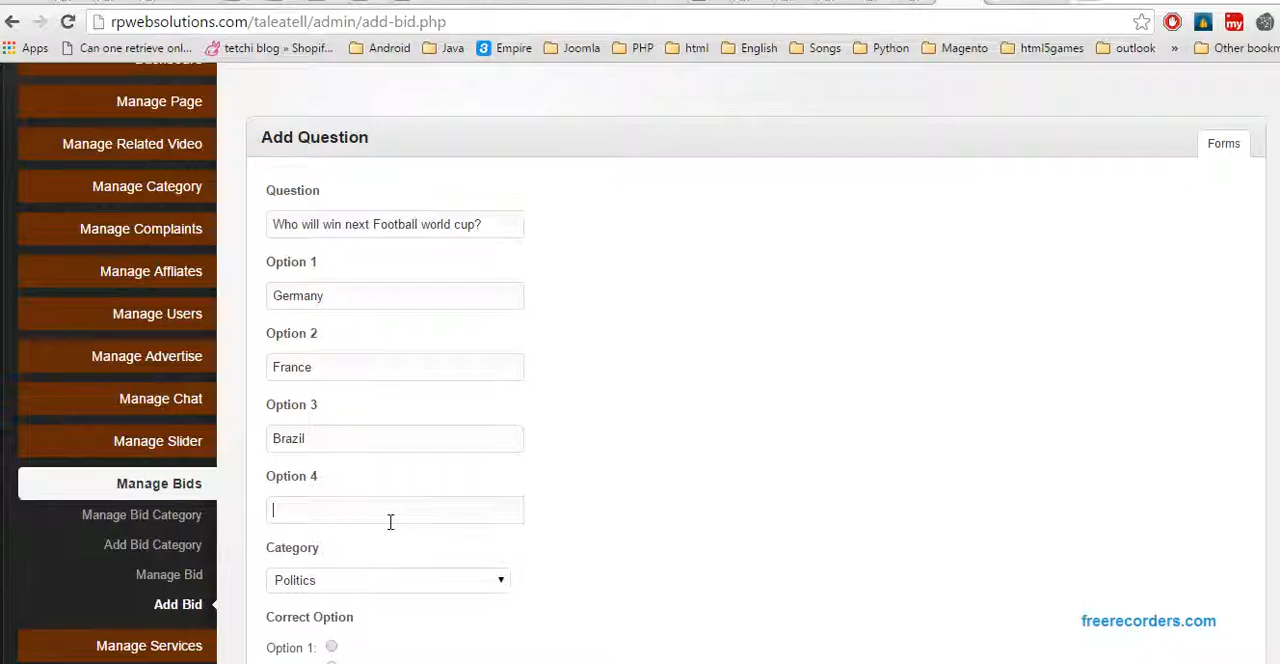 rpwebsolutions.com/taleatell/admin/add-bid.php
Apps Can one retrieve onl... tetchi blog » Shopif... Android Java Empire Joomla PHP html English Songs Python Magento html5games outlook » Other bookm
Manage Page
Manage Related Video
Manage Category
Manage Complaints
Manage Affliates
Manage Users
Manage Advertise
Manage Chat
Manage Slider
Manage Bids
Manage Bid Category
Add Bid Category
Manage Bid
Add Bid
Manage Services
Add Question
Forms
Question
Who will win next Football world cup?
Option 1
Germany
Option 2
France
Option 3
Brazil
Option 4
Category
Politics
Correct Option
Option 1:
freerecorders.com